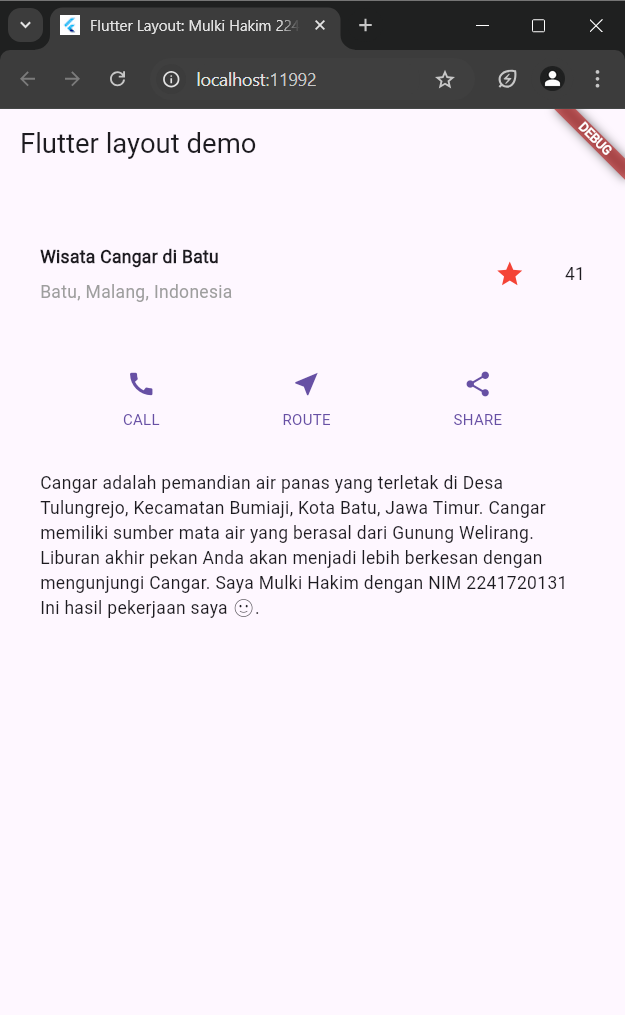 Flutter Layout: Mulki Hakim 224
localhost:11992
DEBUG
Flutter layout demo
Wisata Cangar di Batu
Batu, Malang, Indonesia
41
CALL ROUTE SHARE
Cangar adalah pemandian air panas yang terletak di Desa
Tulungrejo, Kecamatan Bumiaji, Kota Batu, Jawa Timur. Cangar
memiliki sumber mata air yang berasal dari Gunung Welirang.
Liburan akhir pekan Anda akan menjadi lebih berkesan dengan
mengunjungi Cangar. Saya Mulki Hakim dengan NIM 2241720131
Ini hasil pekerjaan saya 🙂.